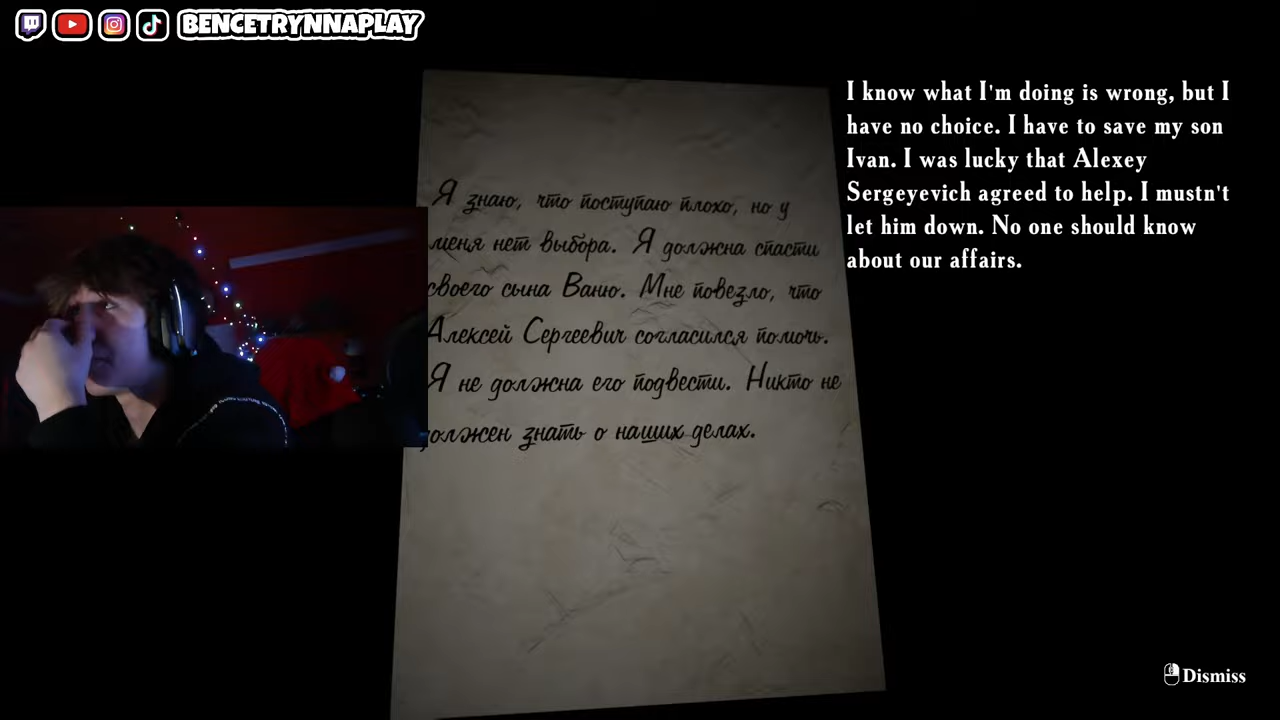 BENCETRYNNAPLAY
Я знаю, что поступаю плохо, но у
меня нет выбора. Я должна спасти
своего сына Ваню. Мне повезло, что
Алексей Сергеевич согласился помочь.
Я не должна его подвести. Никто не
должен знать о наших делах.
I know what I'm doing is wrong, but I
have no choice. I have to save my son
Ivan. I was lucky that Alexey
Sergeyevich agreed to help. I mustn't
let him down. No one should know
about our affairs.
Dismiss